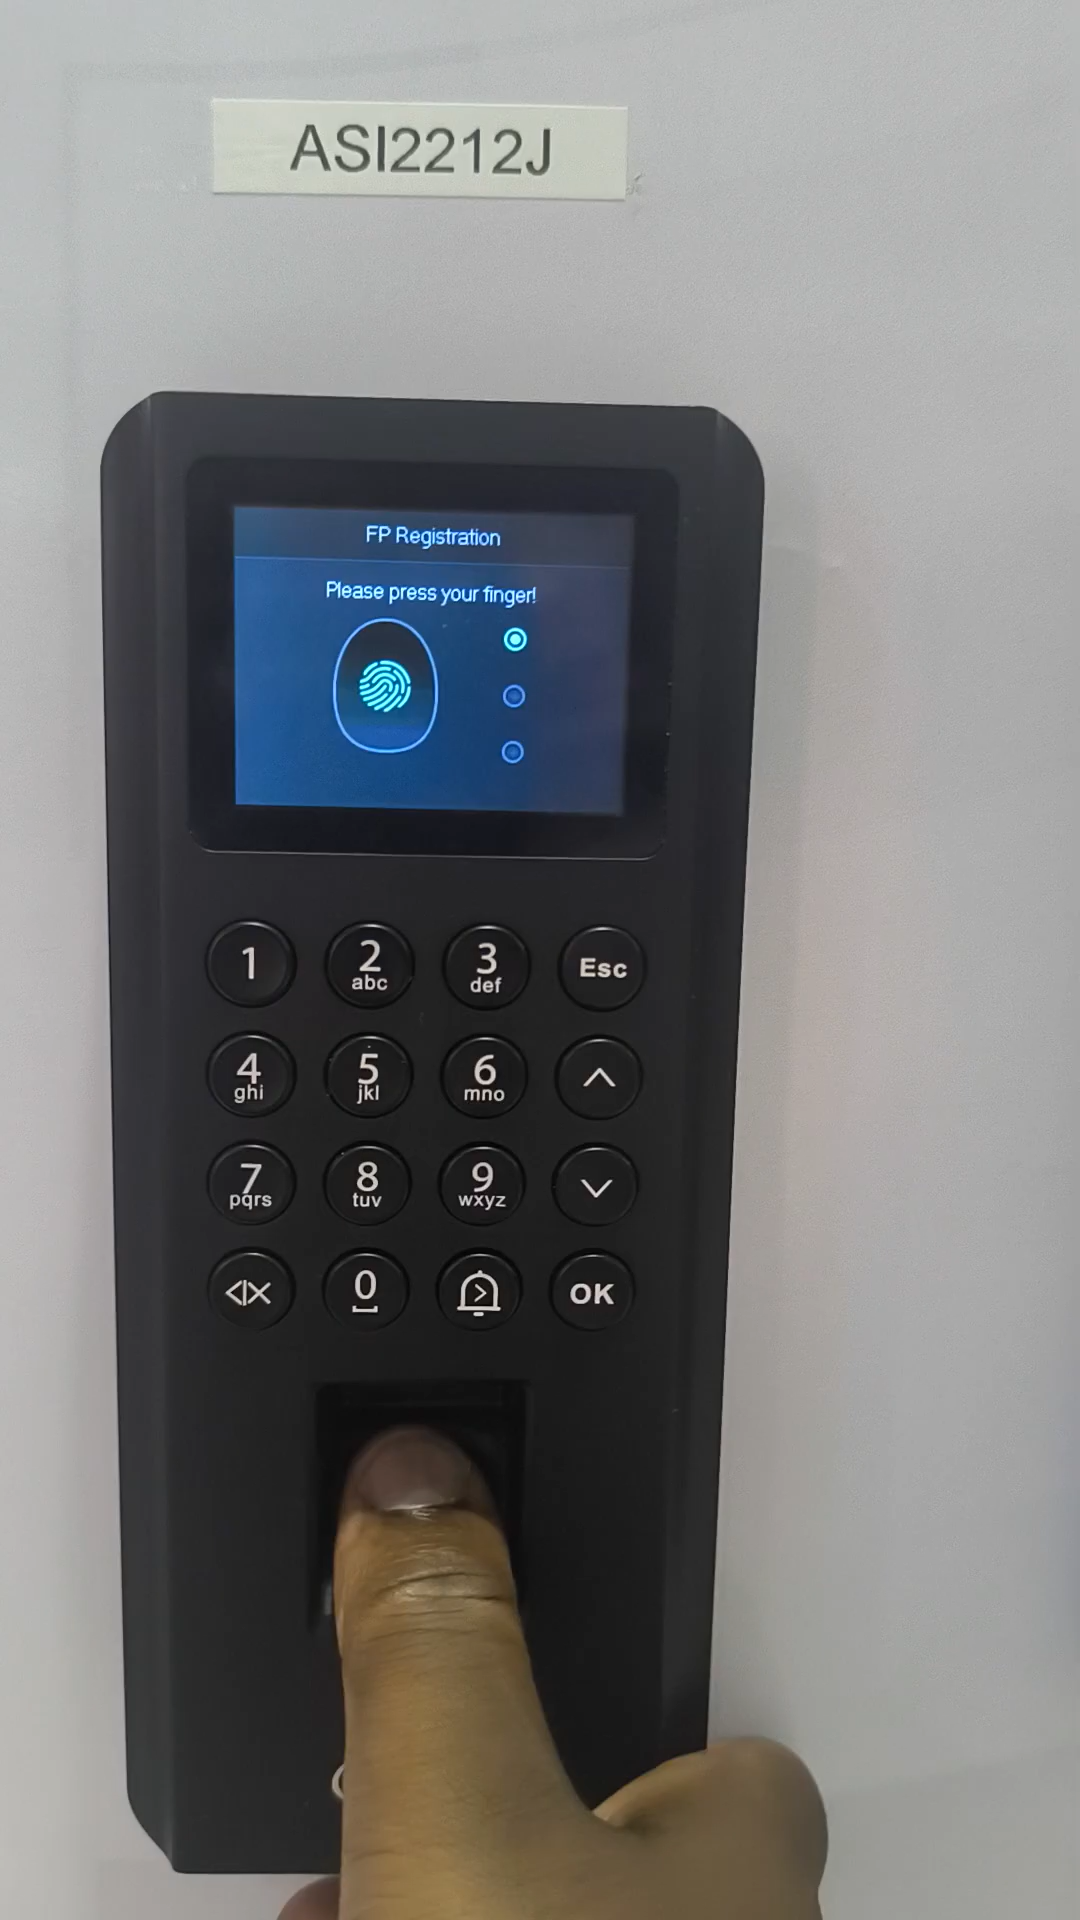 ASI2212J
FP Registration
Please press your finger!
1
2
abc
3
def
Esc
4
ghi
5
jkl
6
mno
7
pqrs
8
tuv
9
wxyz
0
OK